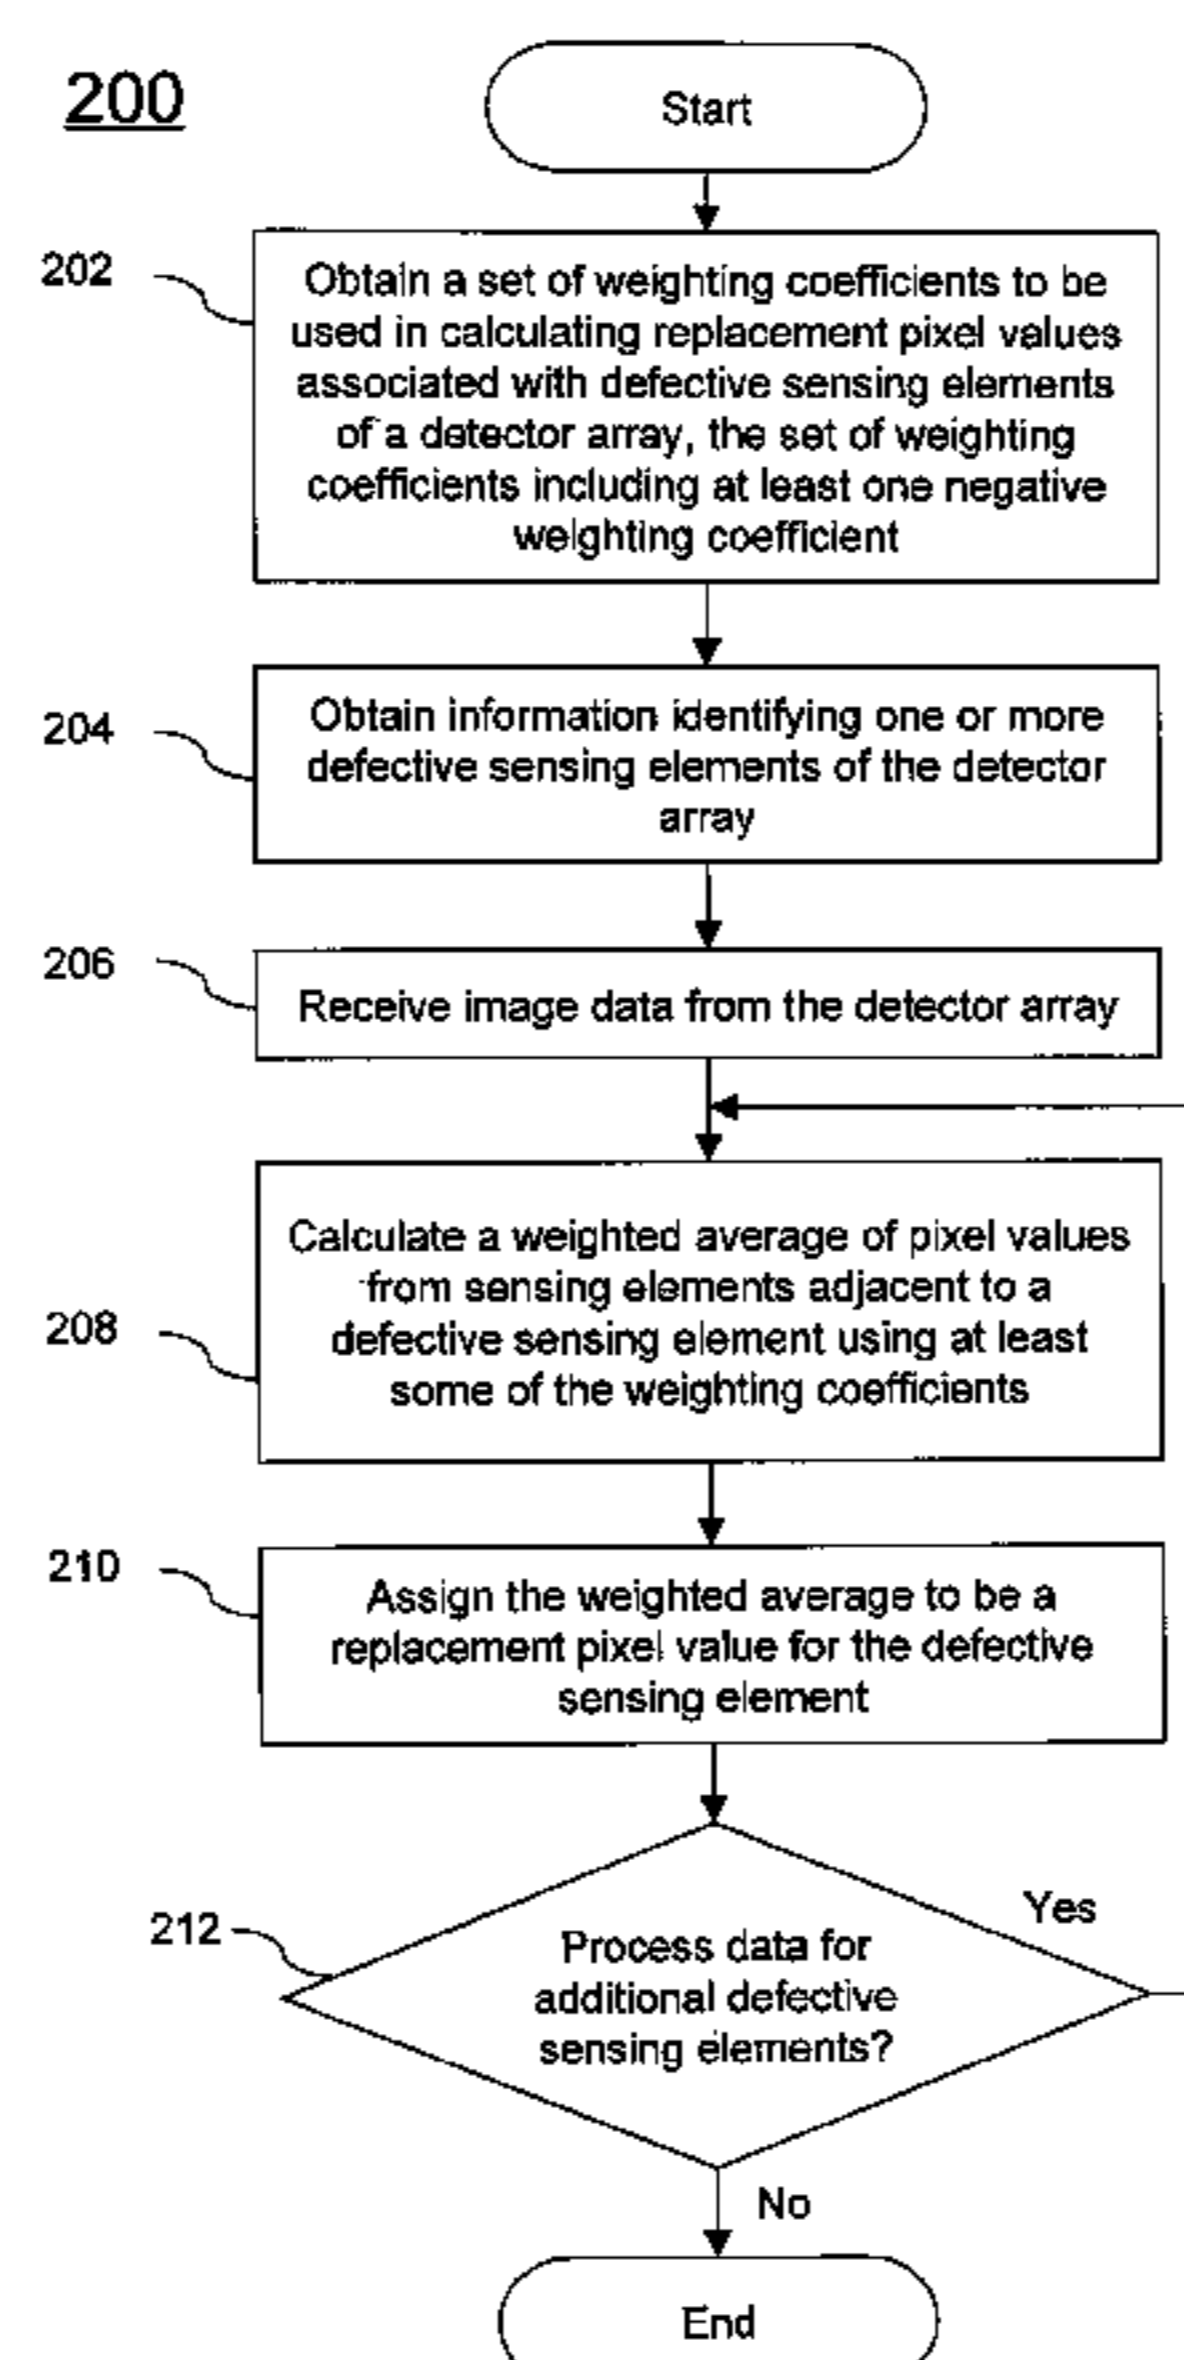 200
Start
202
Obtain a set of weighting coefficients to be
used in calculating replacement pixel values
associated with defective sensing elements
of a detector array, the set of weighting
coefficients including at least one negative
weighting coefficient
204
Obtain information identifying one or more
defective sensing elements of the detector
array
206
Receive image data from the detector array
208
Calculate a weighted average of pixel values
from sensing elements adjacent to a
defective sensing element using at least
some of the weighting coefficients
210
Assign the weighted average to be a
replacement pixel value for the defective
sensing element
212
Process data for
additional defective
sensing elements?
Yes
No
End